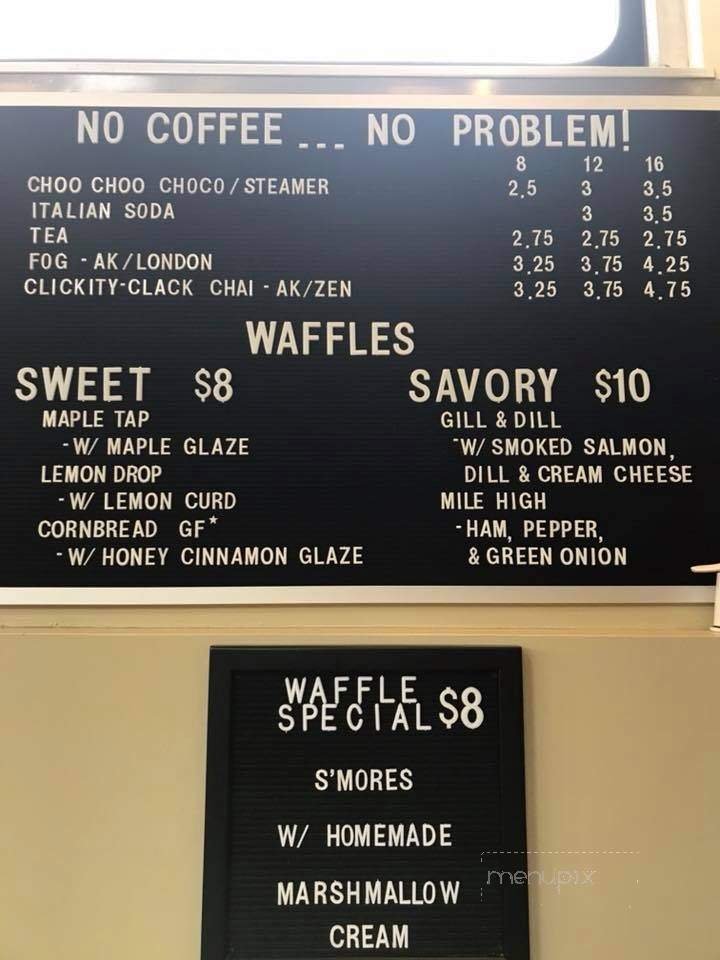 NO COFFEE ... NO PROBLEM!
8 12 16
CHOO CHOO CHOCO / STEAMER 2.5 3 3.5
ITALIAN SODA 3 3.5
TEA 2.75 2.75 2.75
FOG - AK / LONDON 3.25 3.75 4.25
CLICKITY-CLACK CHAI - AK/ZEN 3.25 3.75 4.75
WAFFLES
SWEET $8
MAPLE TAP
- W/ MAPLE GLAZE
LEMON DROP
- W/ LEMON CURD
CORNBREAD GF*
- W/ HONEY CINNAMON GLAZE
SAVORY $10
GILL & DILL
-W/ SMOKED SALMON,
DILL & CREAM CHEESE
MILE HIGH
- HAM, PEPPER,
& GREEN ONION
WAFFLE
SPECIAL $8
S'MORES
W/ HOMEMADE
MARSHMALLOW
CREAM
menupix